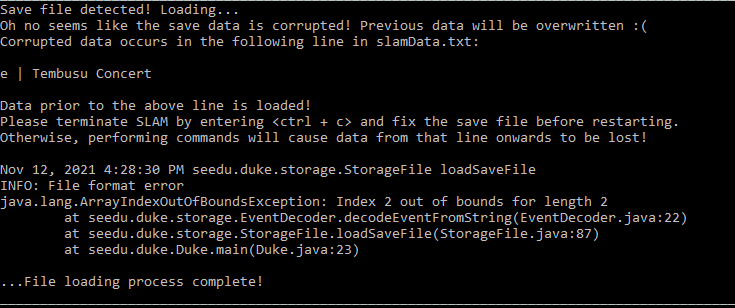 Save file detected! Loading...
Oh no seems like the save data is corrupted! Previous data will be overwritten :(
Corrupted data occurs in the following line in slamData.txt:
e | Tembusu Concert
Data prior to the above line is loaded!
Please terminate SLAM by entering <ctrl + c> and fix the save file before restarting.
Otherwise, performing commands will cause data from that line onwards to be lost!
Nov 12, 2021 4:28:30 PM seedu.duke.storage.StorageFile loadSaveFile
INFO: File format error
java.lang.ArrayIndexOutOfBoundsException: Index 2 out of bounds for length 2
at seedu.duke.storage.EventDecoder.decodeEventFromString(EventDecoder.java:22)
at seedu.duke.storage.StorageFile.loadSaveFile(StorageFile.java:87)
at seedu.duke.Duke.main(Duke.java:23)
...File loading process complete!